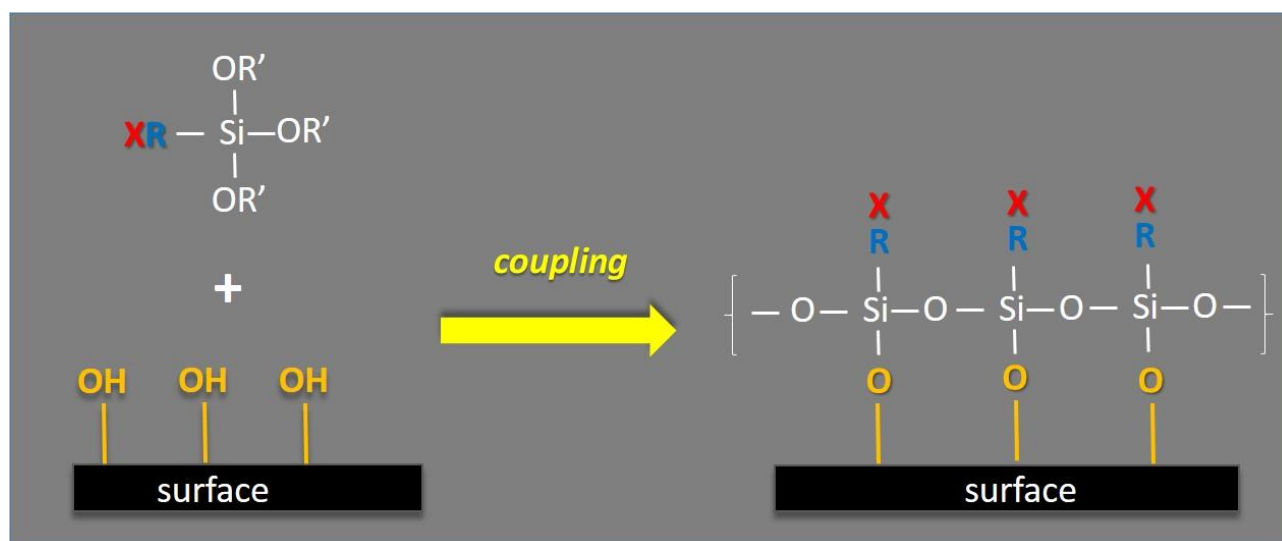 OR’
XR — Si—OR’
OR’
+
OH OH OH
surface
coupling
X X X
R R R
— O— Si—O— Si—O— Si—O—
O O O
surface